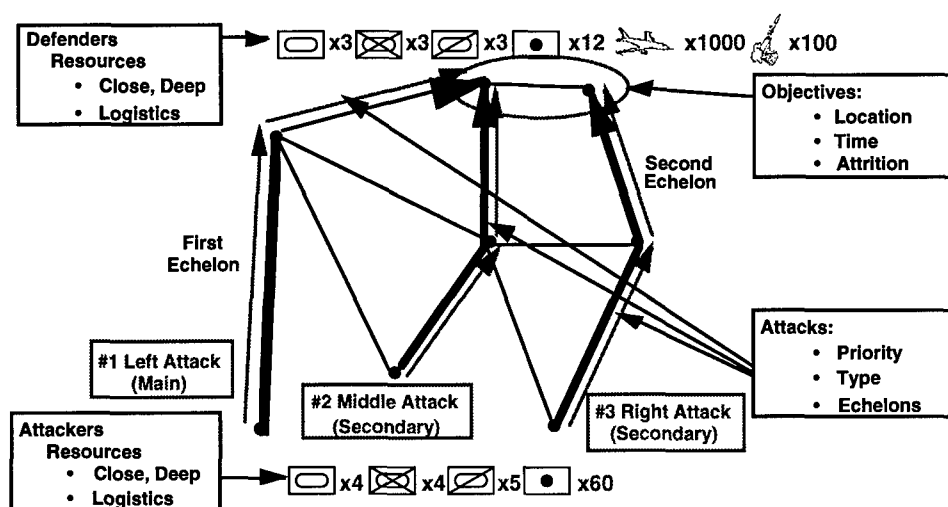 Defenders
Resources
• Close, Deep
• Logistics
x3 x3 x3 x12 x1000 x100
Objectives:
• Location
• Time
• Attrition
Second
Echelon
First
Echelon
Attacks:
• Priority
• Type
• Echelons
#1 Left Attack
(Main)
#2 Middle Attack
(Secondary)
#3 Right Attack
(Secondary)
Attackers
Resources
• Close, Deep
• Logistics
x4 x4 x5 x60